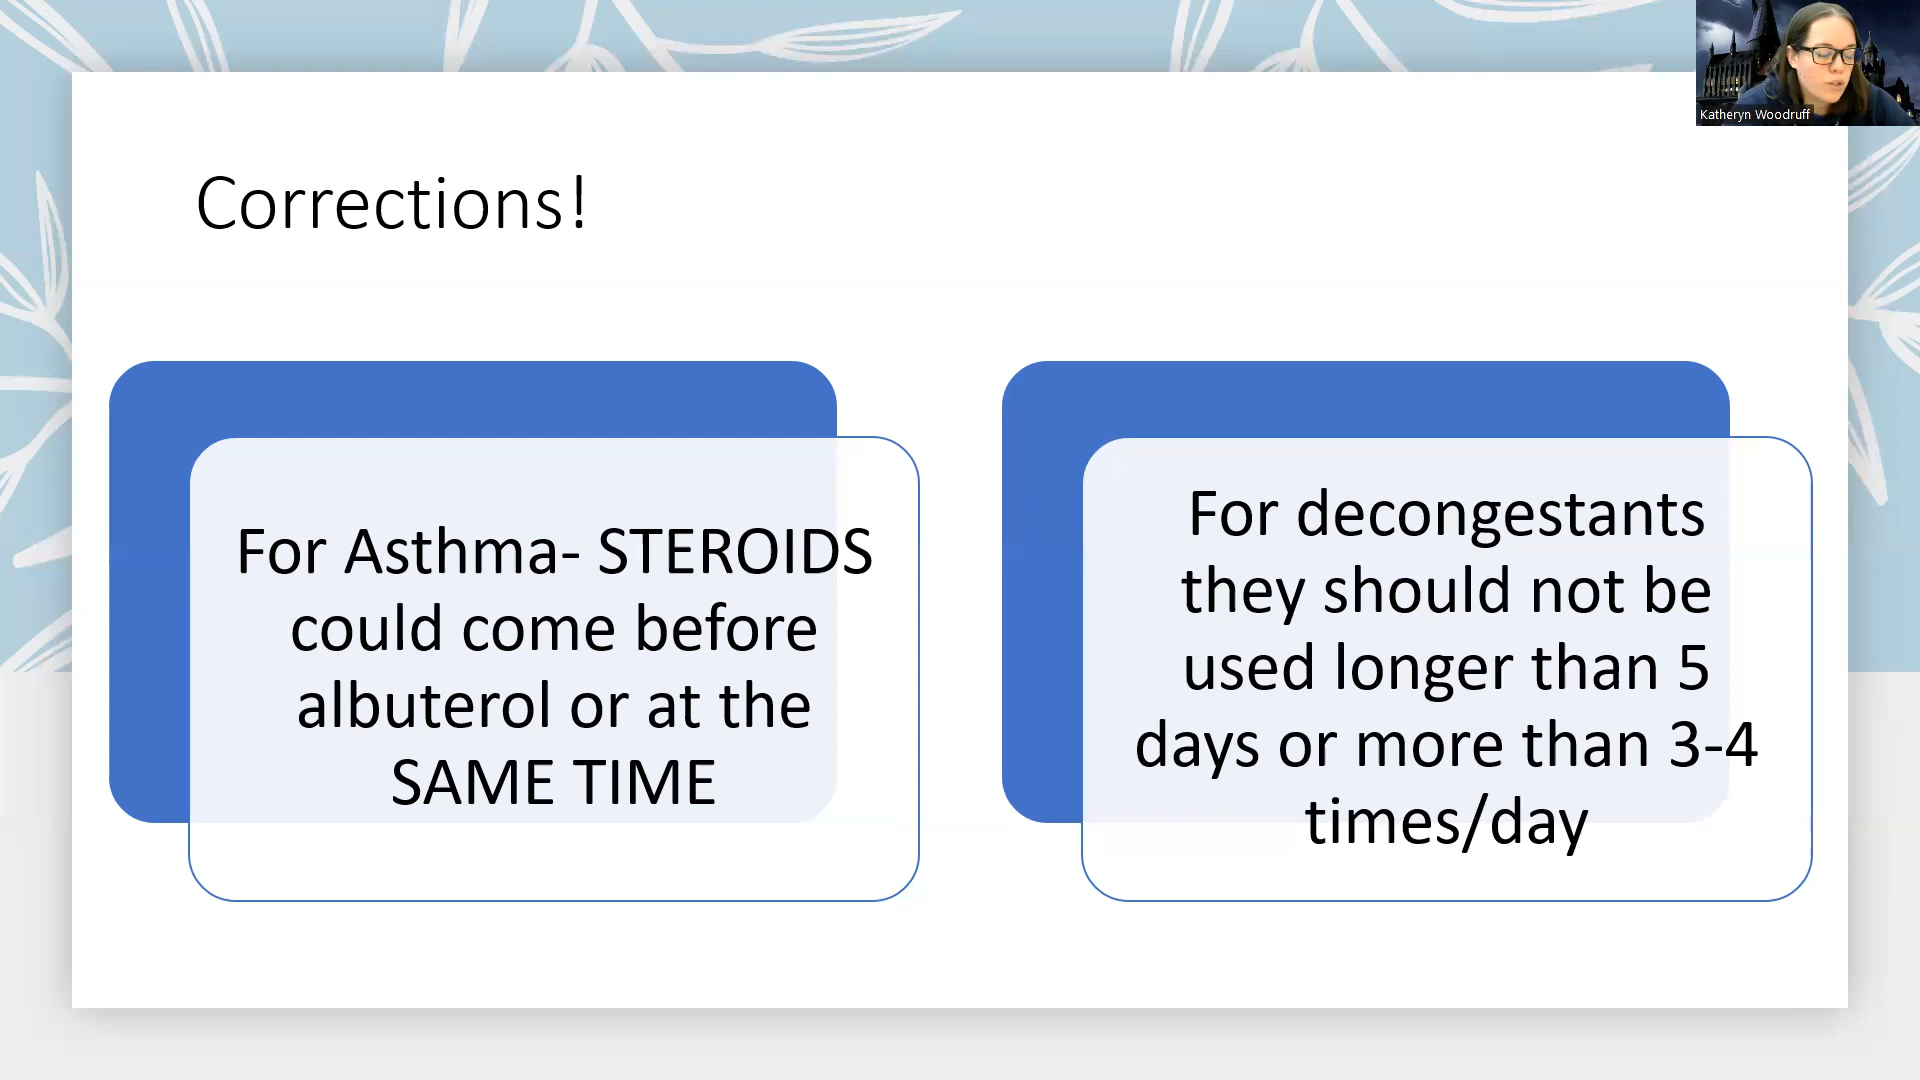 Katheryn Woodruff
Corrections!
For Asthma- STEROIDS
could come before
albuterol or at the
SAME TIME
For decongestants
they should not be
used longer than 5
days or more than 3-4
times/day